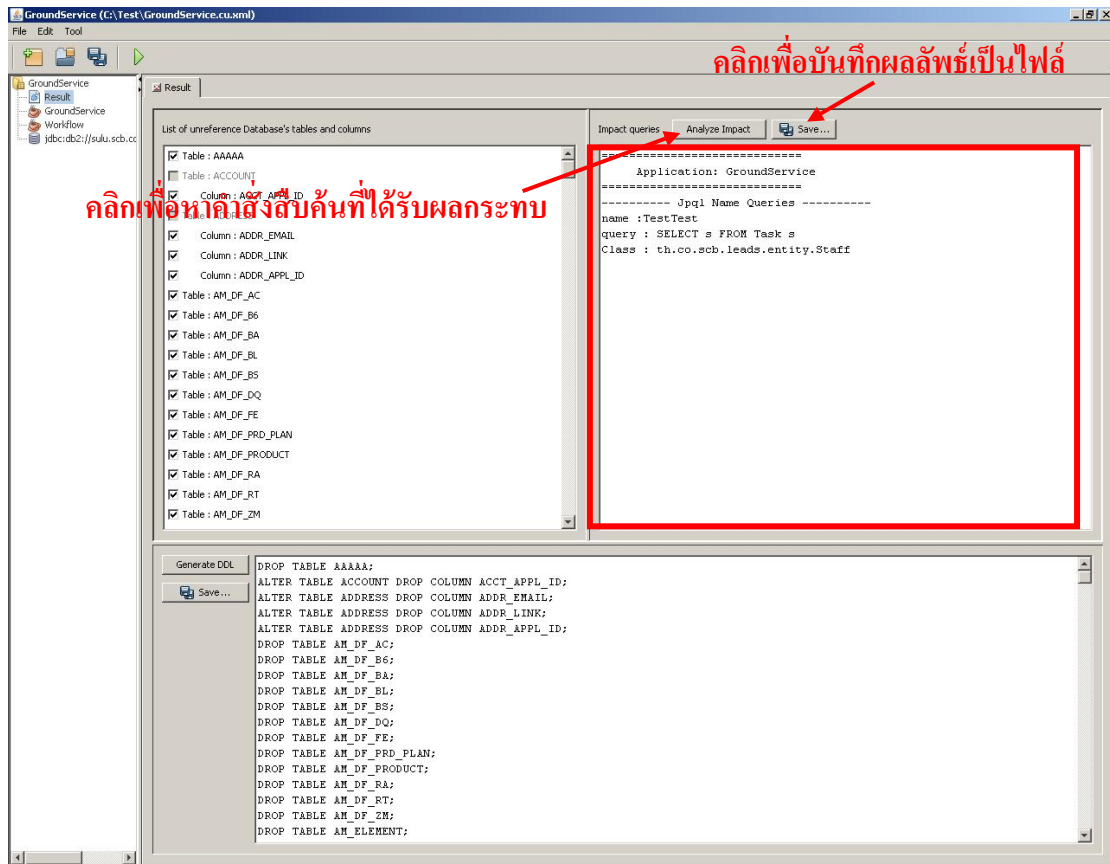 GroundService (C:\Test\GroundService.cu.xml)
File Edit Tool
คลิกเพื่อบันทึกผลลัพธ์เป็นไฟล์
GroundService
Result
GroundService
Workflow
jdbc:db2://sulu.scb.cc
Result
List of unreference Database's tables and columns
Table : AAAAA
Table : ACCOUNT
Column : ACCT_APPL_ID
Table : ADDRESS
Column : ADDR_EMAIL
Column : ADDR_LINK
Column : ADDR_APPL_ID
Table : AM_DF_AC
Table : AM_DF_B6
Table : AM_DF_BA
Table : AM_DF_BL
Table : AM_DF_BS
Table : AM_DF_DQ
Table : AM_DF_FE
Table : AM_DF_PRD_PLAN
Table : AM_DF_PRODUCT
Table : AM_DF_RA
Table : AM_DF_RT
Table : AM_DF_ZM
คลิกเพื่อหาคำสั่งสืบค้นที่ได้รับผลกระทบ
Impact queries Analyze Impact Save...
=============================
Application: GroundService
=============================
---------- Jpql Name Queries ----------
name :TestTest
query : SELECT s FROM Task s
Class : th.co.scb.leads.entity.Staff
Generate DDL
Save...
DROP TABLE AAAAA;
ALTER TABLE ACCOUNT DROP COLUMN ACCT_APPL_ID;
ALTER TABLE ADDRESS DROP COLUMN ADDR_EMAIL;
ALTER TABLE ADDRESS DROP COLUMN ADDR_LINK;
ALTER TABLE ADDRESS DROP COLUMN ADDR_APPL_ID;
DROP TABLE AM_DF_AC;
DROP TABLE AM_DF_B6;
DROP TABLE AM_DF_BA;
DROP TABLE AM_DF_BL;
DROP TABLE AM_DF_BS;
DROP TABLE AM_DF_DQ;
DROP TABLE AM_DF_FE;
DROP TABLE AM_DF_PRD_PLAN;
DROP TABLE AM_DF_PRODUCT;
DROP TABLE AM_DF_RA;
DROP TABLE AM_DF_RT;
DROP TABLE AM_DF_ZM;
DROP TABLE AM_ELEMENT;